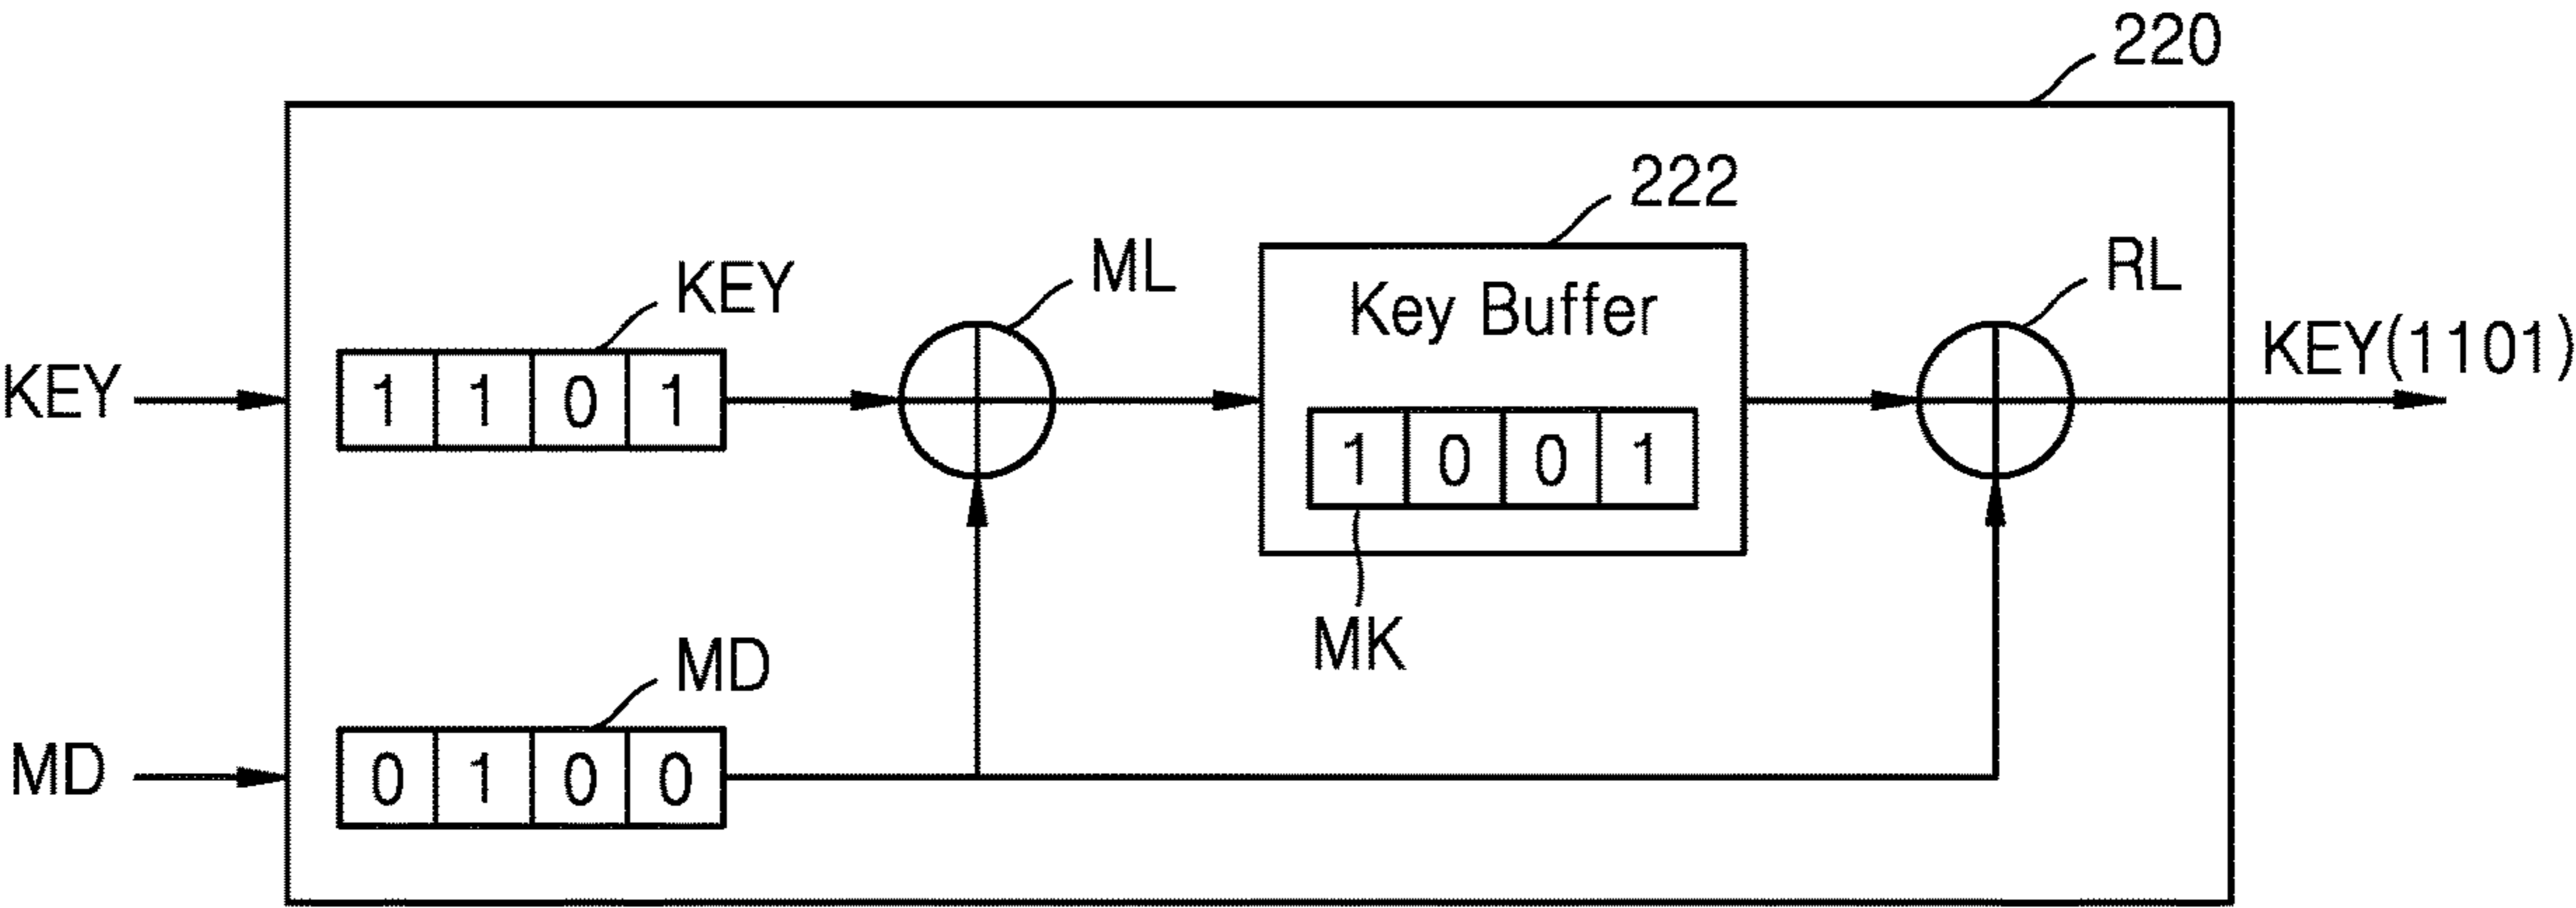 220
222
KEY
ML
RL
Key Buffer
KEY
1 1 0 1
KEY(1101)
1 0 0 1
MK
MD
MD
0 1 0 0